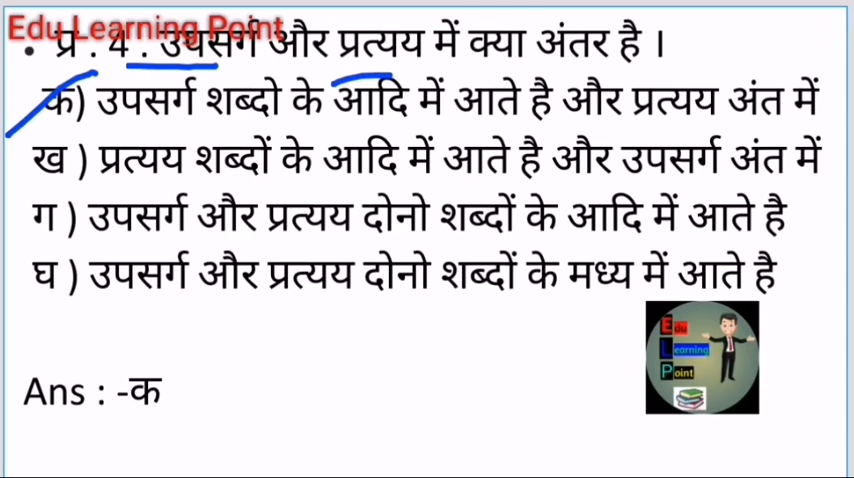 Edu Learning Point
• प्र : 4 : उपसर्ग और प्रत्यय में क्या अंतर है ।
क) उपसर्ग शब्दो के आदि में आते है और प्रत्यय अंत में
ख ) प्रत्यय शब्दों के आदि में आते है और उपसर्ग अंत में
ग ) उपसर्ग और प्रत्यय दोनो शब्दों के आदि में आते है
घ ) उपसर्ग और प्रत्यय दोनो शब्दों के मध्य में आते है
Edu
Learning
Point
Ans : -क